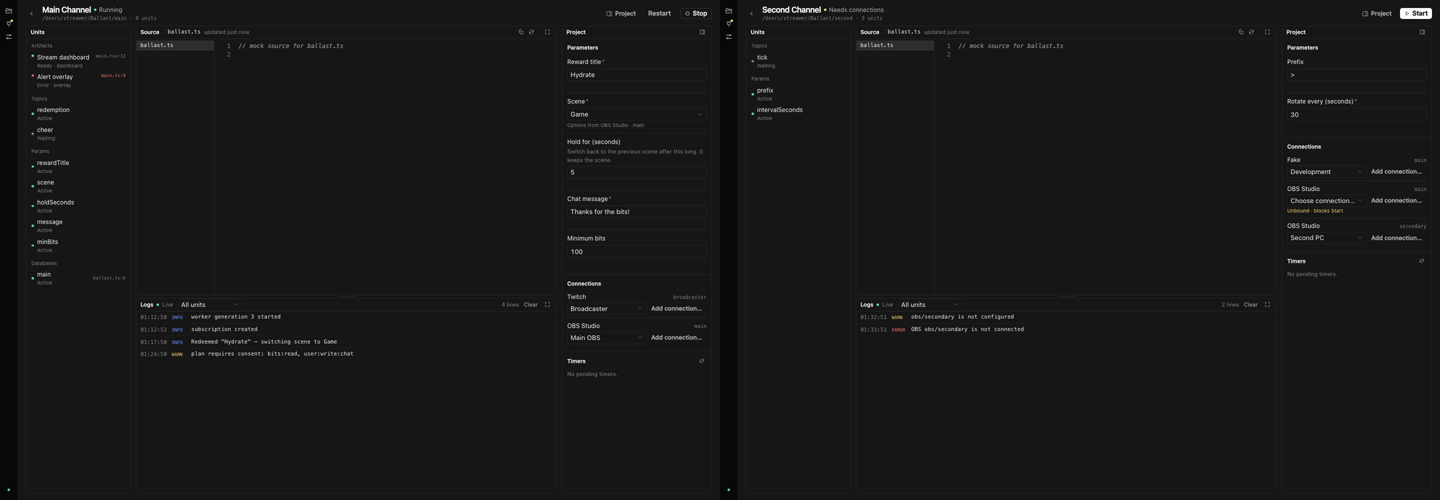 Main Channel • Running
/Users/streamer/Ballast/main · 8 units
Project
Restart
Stop
Units
Artifacts
Stream dashboard main.tsx:12
Ready · dashboard
Alert overlay main.ts:8
Error · overlay
Topics
redemption
Active
cheer
Waiting
Params
rewardTitle
Active
scene
Active
holdSeconds
Active
message
Active
minBits
Active
Databases
main ballast.ts:6
Active
Source · ballast.ts updated just now
ballast.ts
1 // mock source for ballast.ts
2
Logs • Live All units 4 lines Clear
01:12:50 INFO worker generation 3 started
01:12:52 INFO subscription created
01:17:50 INFO Redeemed "Hydrate" — switching scene to Game
01:24:50 WARN plan requires consent: bits:read, user:write:chat
Project
Parameters
Reward title*
Hydrate
Scene*
Game
Options from OBS Studio · main
Hold for (seconds)
Switch back to the previous scene after this long. 0
keeps the scene.
5
Chat message*
Thanks for the bits!
Minimum bits
100
Connections
Twitch broadcaster
Broadcaster Add connection...
OBS Studio main
Main OBS Add connection...
Timers
No pending timers.
Second Channel • Needs connections
/Users/streamer/Ballast/second · 3 units
Project
Start
Units
Topics
tick
Waiting
Params
prefix
Active
intervalSeconds
Active
Source · ballast.ts updated just now
ballast.ts
1 // mock source for ballast.ts
2
Logs • Live All units 2 lines Clear
01:32:51 WARN obs/secondary is not configured
01:33:51 ERROR OBS obs/secondary is not connected
Project
Parameters
Prefix
>
Rotate every (seconds)*
30
Connections
Fake main
Development Add connection...
OBS Studio main
Choose connection... Add connection...
Unbound · blocks Start
OBS Studio secondary
Second PC Add connection...
Timers
No pending timers.